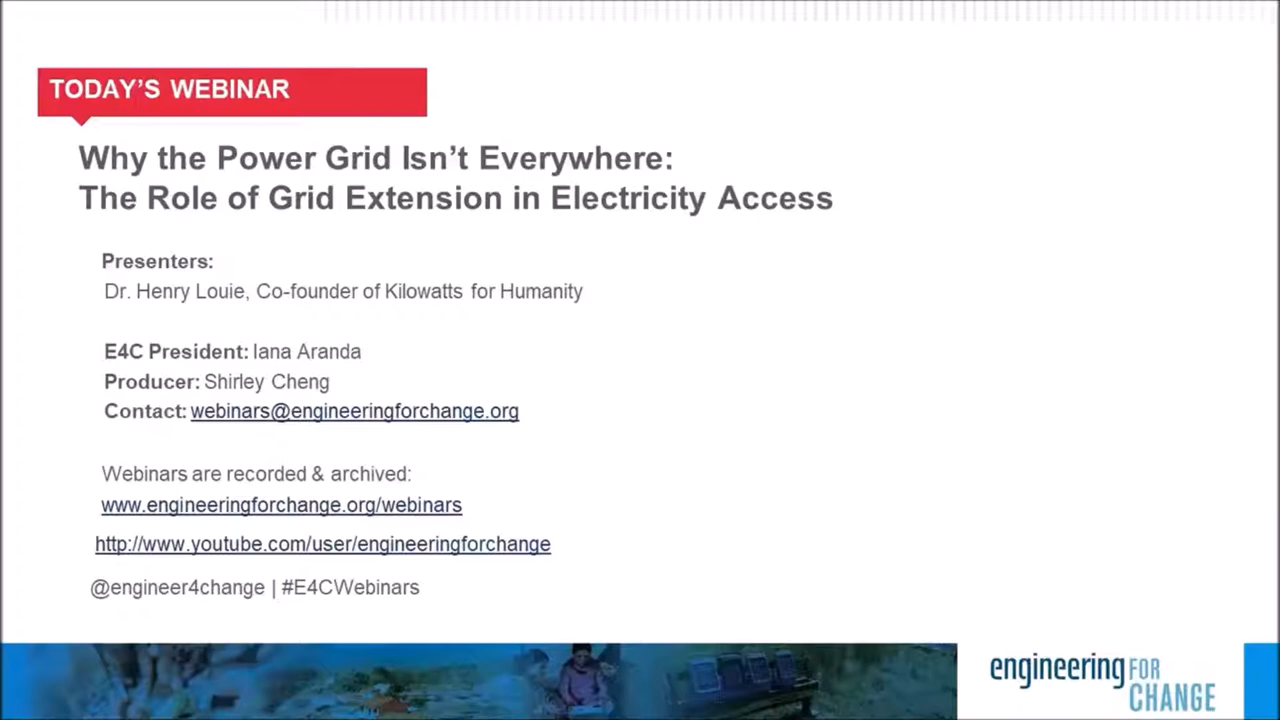 TODAY'S WEBINAR
Why the Power Grid Isn't Everywhere:
The Role of Grid Extension in Electricity Access
Presenters:
Dr. Henry Louie, Co-founder of Kilowatts for Humanity
E4C President: Iana Aranda
Producer: Shirley Cheng
Contact: webinars@engineeringforchange.org
Webinars are recorded & archived:
www.engineeringforchange.org/webinars
http://www.youtube.com/user/engineeringforchange
@engineer4change | #E4CWebinars
engineering FOR
CHANGE